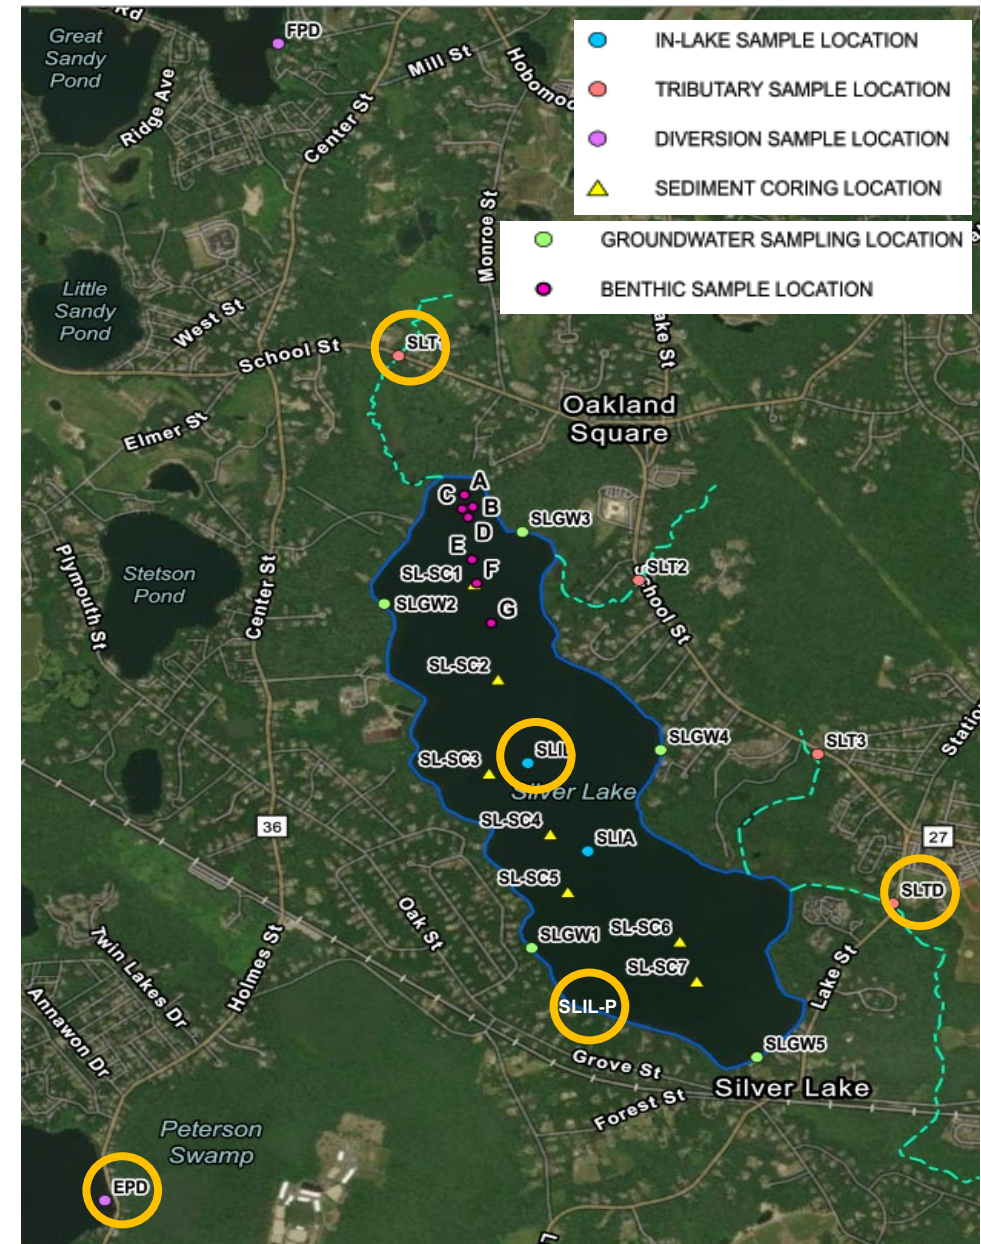 Rd
FPD
Great
Sandy
Pond
Ridge Ave
Mill St
Center St
IN-LAKE SAMPLE LOCATION
TRIBUTARY SAMPLE LOCATION
DIVERSION SAMPLE LOCATION
SEDIMENT CORING LOCATION
GROUNDWATER SAMPLING LOCATION
BENTHIC SAMPLE LOCATION
Monroe St
Little
Sandy
Pond
West St
School St
Elmer St
Oakland
Square
A
C
B
D
SLGW3
E
F
SL-SC1
SLT2
School St
Stetson
Pond
Plymouth St
Center St
SLGW2
G
SL-SC2
SLGW4
SLT3
SL-SC3
Silver Lake
SL-SC4
SLIA
36
27
SL-SC5
SLTD
Oak St
SLGW1
SL-SC6
SL-SC7
Holmes St
Twin Lakes Dr
Annawon Dr
Lake St
SLIL-P
SLGW5
Grove St
Silver Lake
Forest St
Peterson
Swamp
EPD